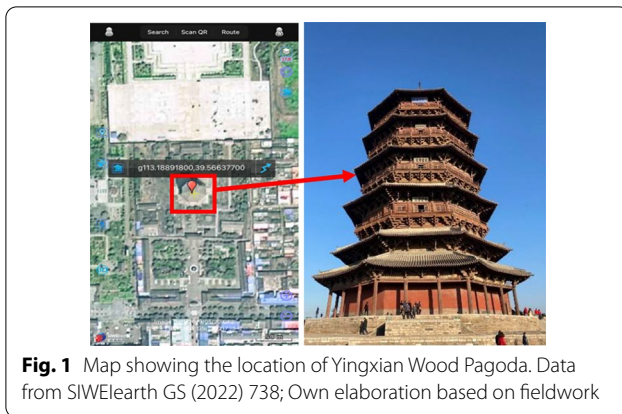 Search Scan QR Route
g113.18891800,39.56637700
Fig. 1 Map showing the location of Yingxian Wood Pagoda. Data
from SIWEIearth GS (2022) 738; Own elaboration based on fieldwork